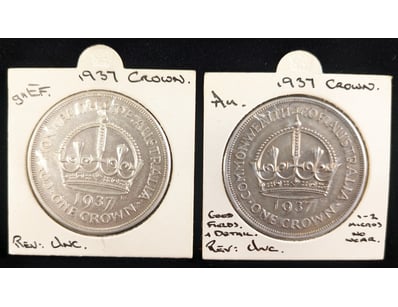 1937 CROWN.
gEF.
COMMONWEALTH OF AUSTRALIA
1937
ONE CROWN
REV: UNC.
1937 CROWN.
AU.
COMMONWEALTH·OF·AUSTRALIA
1937
·ONE CROWN·
GOOD
FIELDS.
+ DETAIL.
REV: UNC.
1-2
MICROS
NO
WEAR.